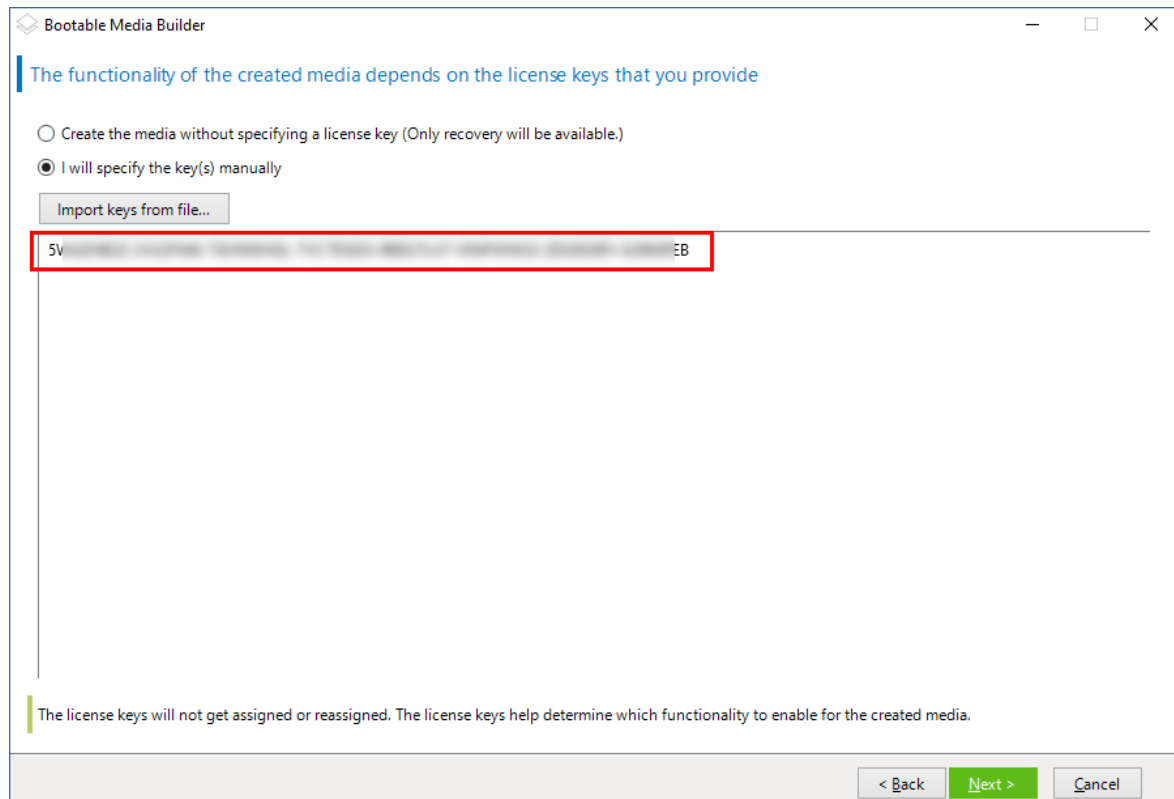 Bootable Media Builder
The functionality of the created media depends on the license keys that you provide
Create the media without specifying a license key (Only recovery will be available.)
I will specify the key(s) manually
Import keys from file...
5V EB
The license keys will not get assigned or reassigned. The license keys help determine which functionality to enable for the created media.
< Back Next > Cancel